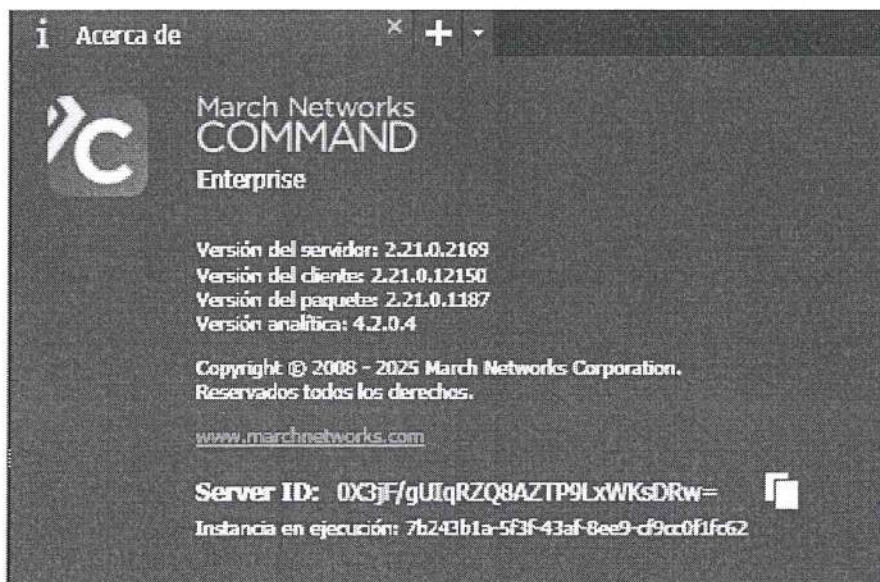 Acerca de
March Networks
COMMAND
Enterprise
Versión del servidor: 2.21.0.2169
Versión del cliente: 2.21.0.12150
Versión del paquete: 2.21.0.1187
Versión analítica: 4.2.0.4
Copyright © 2008 - 2025 March Networks Corporation.
Reservados todos los derechos.
www.marchnetworks.com
Server ID: 0X3jF/gUIqRZQ8AZTP9LxWKsDRw=
Instancia en ejecución: 7b243b1a-5f3f-43af-8ee9-cf9cc0f1fc62